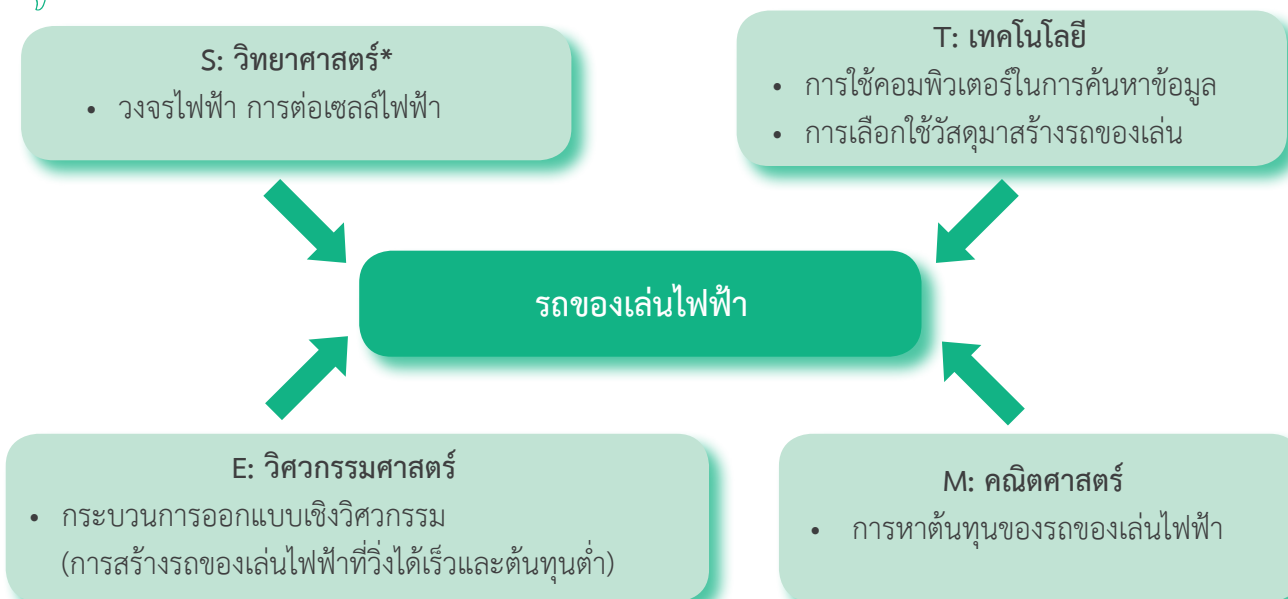 S: วิทยาศาสตร์*
• วงจรไฟฟ้า การต่อเซลล์ไฟฟ้า
T: เทคโนโลยี
• การใช้คอมพิวเตอร์ในการค้นหาข้อมูล
• การเลือกใช้วัสดุมาสร้างรถของเล่น
รถของเล่นไฟฟ้า
E: วิศวกรรมศาสตร์
• กระบวนการออกแบบเชิงวิศวกรรม
(การสร้างรถของเล่นไฟฟ้าที่วิ่งได้เร็วและต้นทุนต่ำ)
M: คณิตศาสตร์
• การหาต้นทุนของรถของเล่นไฟฟ้า